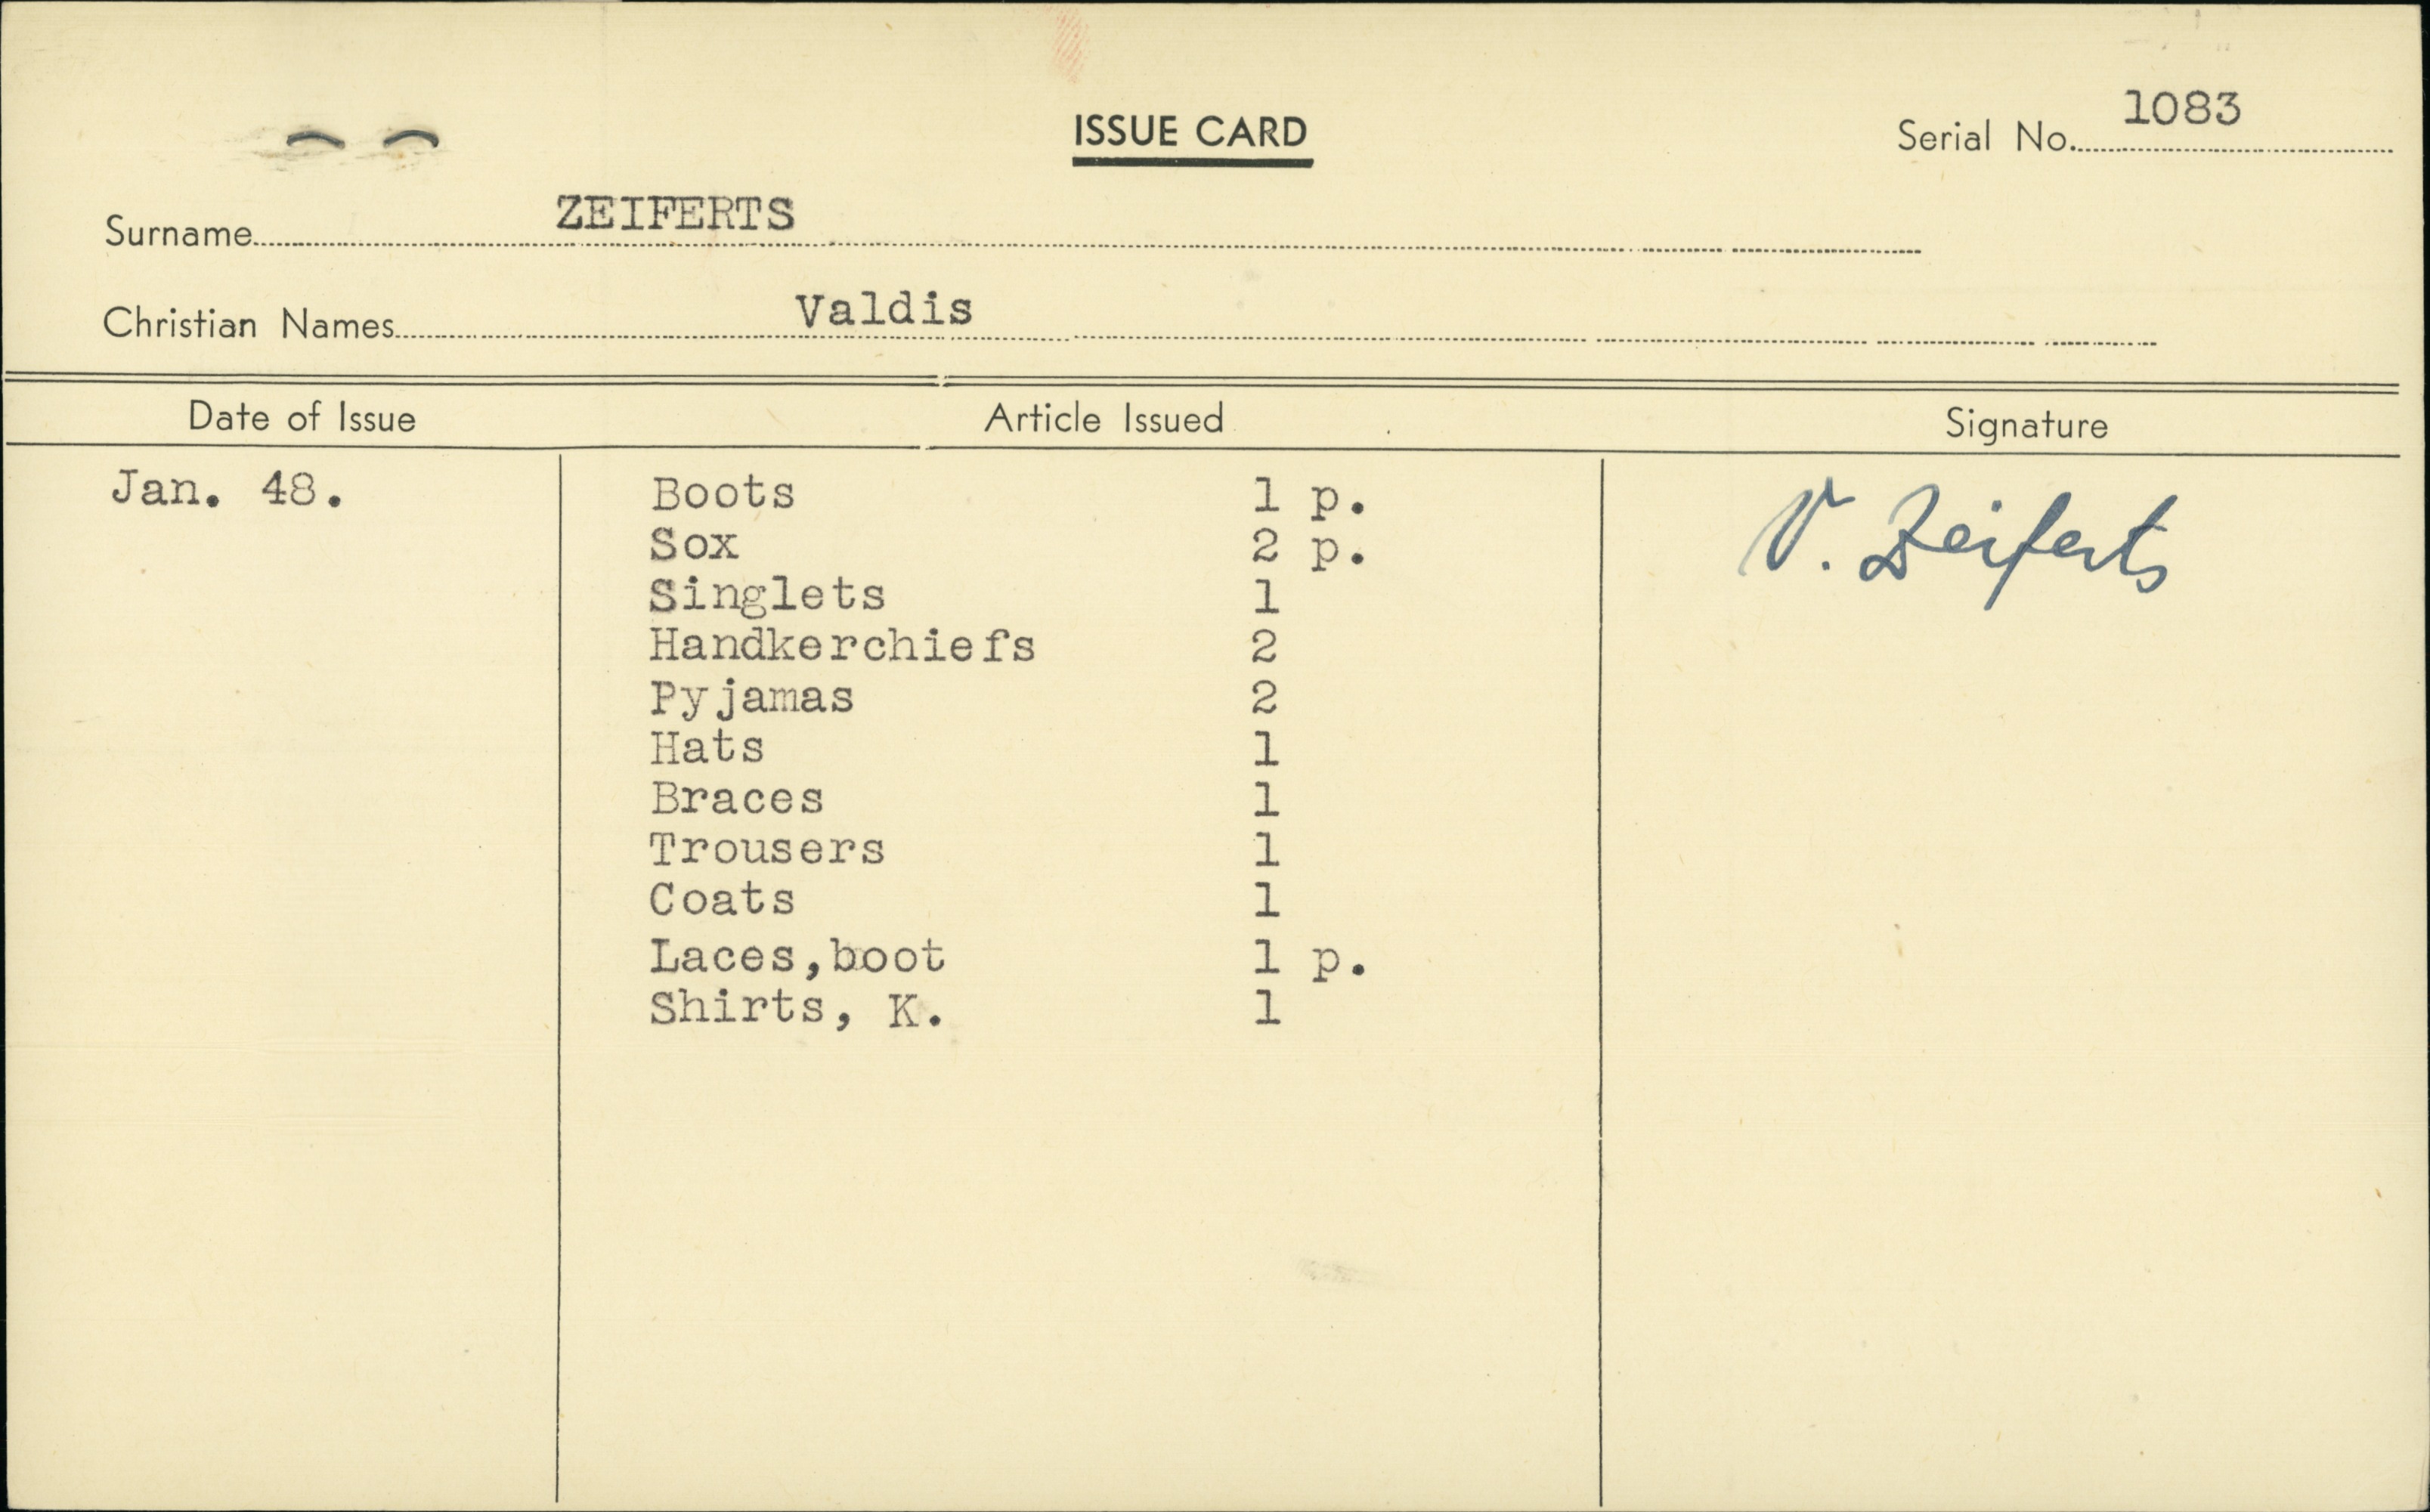 ISSUE CARD
Serial No. 1083
Surname ZEIFERTS
Christian Names Valdis
Date of Issue Article Issued Signature
Jan. 48. Boots 1 p. V. Zeiferts
Sox 2 p.
Singlets 1
Handkerchiefs 2
Pyjamas 2
Hats 1
Braces 1
Trousers 1
Coats 1
Laces,boot 1 p.
Shirts, K. 1